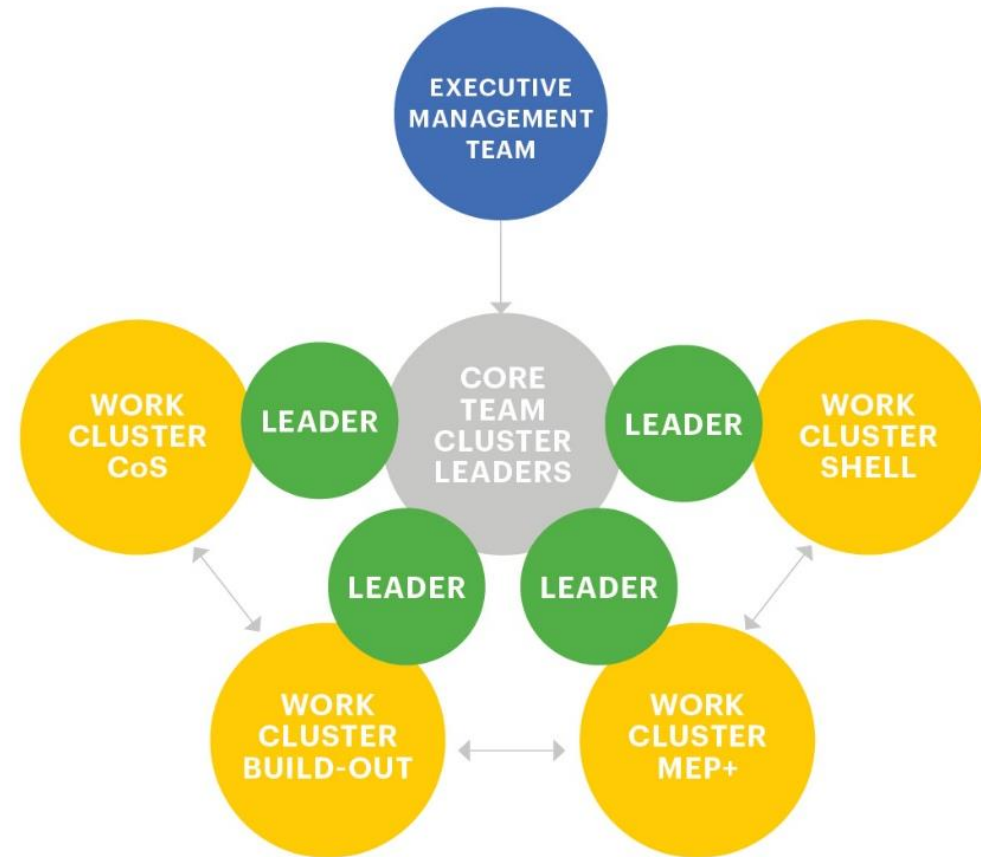 EXECUTIVE
MANAGEMENT
TEAM
CORE
TEAM
CLUSTER
LEADERS
WORK
CLUSTER
CoS
LEADER
LEADER
WORK
CLUSTER
SHELL
LEADER
LEADER
WORK
CLUSTER
BUILD-OUT
WORK
CLUSTER
MEP+